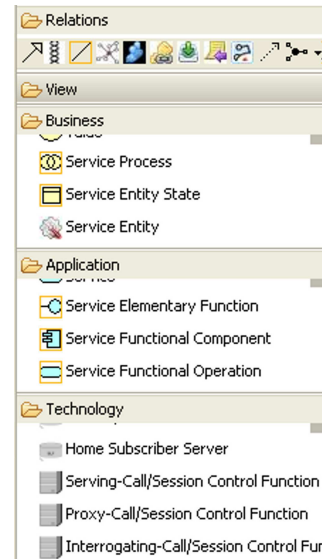 Relations
View
Business
Service Process
Service Entity State
Service Entity
Application
Service Elementary Function
Service Functional Component
Service Functional Operation
Technology
Home Subscriber Server
Serving-Call/Session Control Function
Proxy-Call/Session Control Function
Interrogating-Call/Session Control